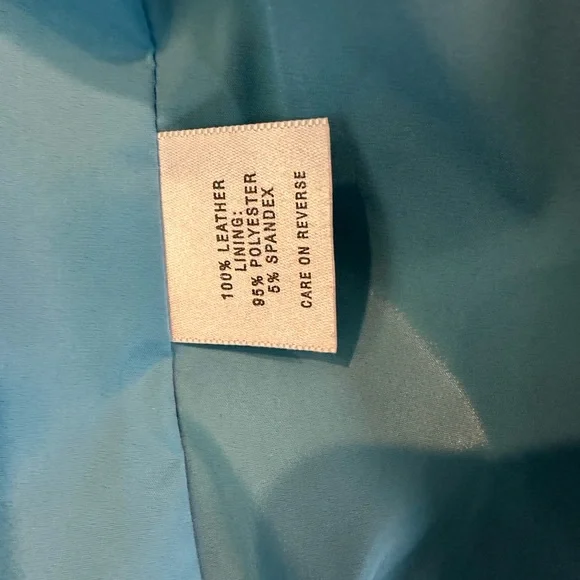 100% LEATHER
LINING:
95% POLYESTER
5% SPANDEX
CARE ON REVERSE